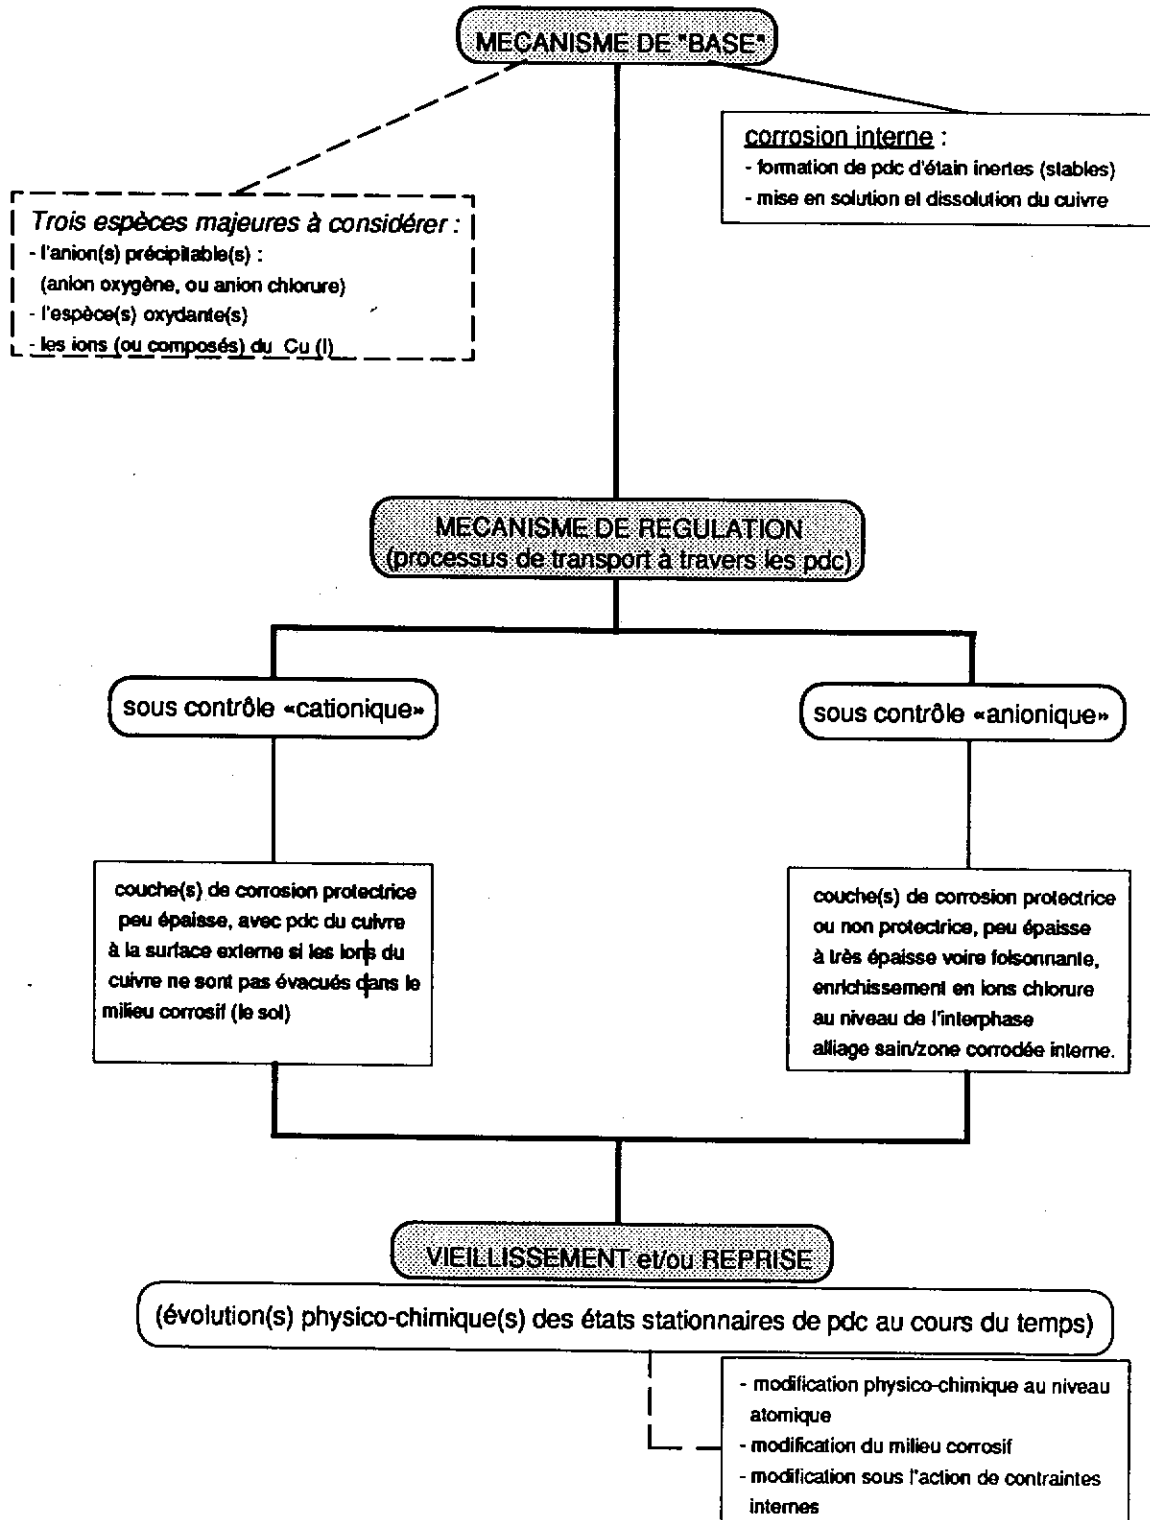 MECANISME DE "BASE"
corrosion interne :
- formation de pdc d'étain inertes (stables)
- mise en solution et dissolution du cuivre
Trois espèces majeures à considérer :
- l'anion(s) précipitable(s) :
(anion oxygène, ou anion chlorure)
- l'espèce(s) oxydante(s)
- les ions (ou composés) du Cu (I)
MECANISME DE REGULATION
(processus de transport à travers les pdc)
sous contrôle «cationique»
sous contrôle «anionique»
couche(s) de corrosion protectrice
peu épaisse, avec pdc du cuivre
à la surface externe si les ions du
cuivre ne sont pas évacués dans le
milieu corrosif (le sol)
couche(s) de corrosion protectrice
ou non protectrice, peu épaisse
à très épaisse voire foisonnante,
enrichissement en ions chlorure
au niveau de l'interphase
alliage sain/zone corrodée interne.
VIEILLISSEMENT et/ou REPRISE
(évolution(s) physico-chimique(s) des états stationnaires de pdc au cours du temps)
- modification physico-chimique au niveau
atomique
- modification du milieu corrosif
- modification sous l'action de contraintes
internes